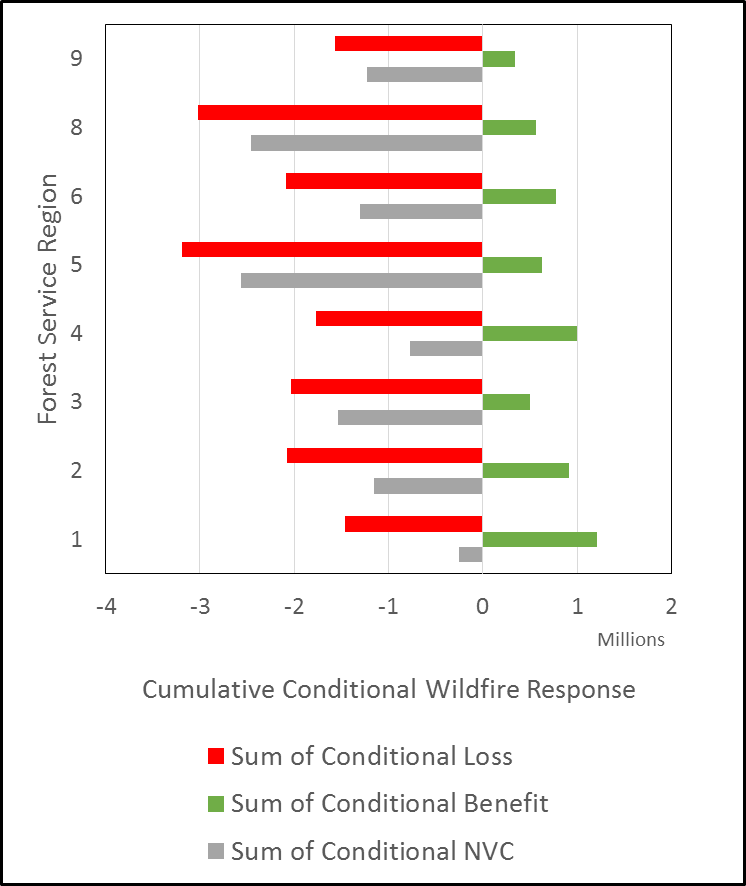 Forest Service Region
9
8
6
5
4
3
2
1
-4 -3 -2 -1 0 1 2
Millions
Cumulative Conditional Wildfire Response
Sum of Conditional Loss
Sum of Conditional Benefit
Sum of Conditional NVC